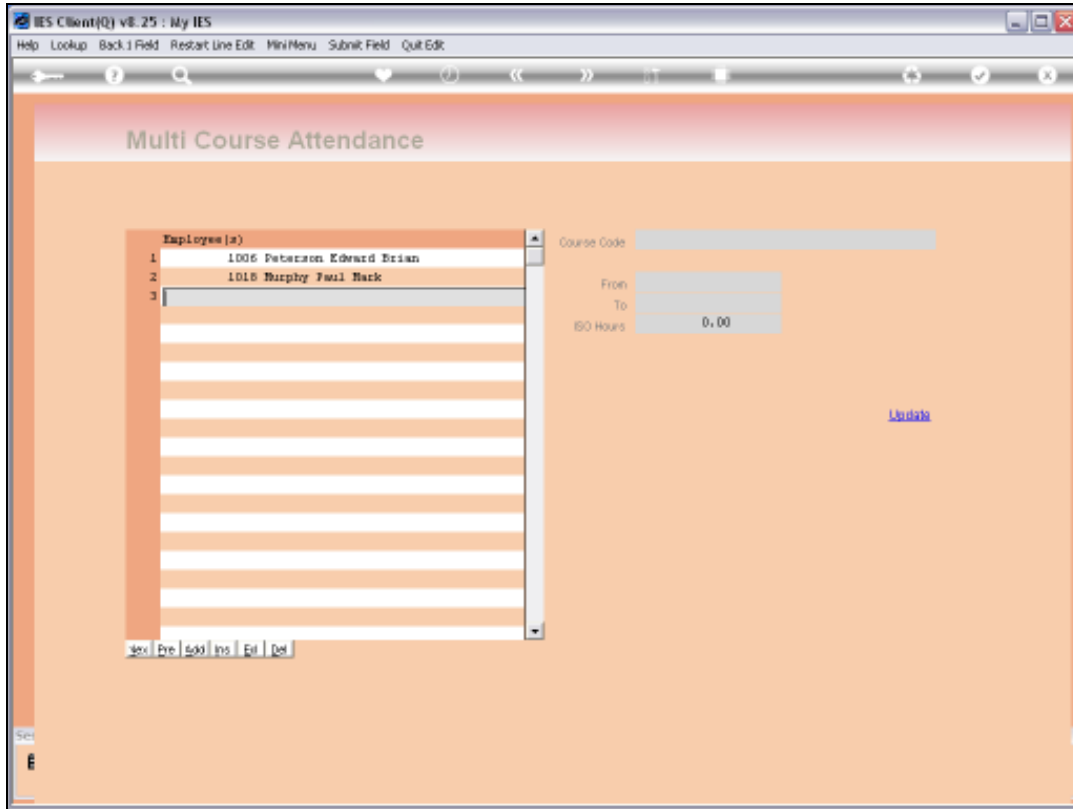 IES Client(Q) v8.25 : My IES
Help Lookup Back 1 Field Restart Line Edit MiniMenu Submit Field Quit Edit
Multi Course Attendance
Employee(s)
1 1006 Peterson Edward Brian
2 1018 Murphy Paul Mark
3
Course Code
From
To
ISO Hours 0.00
Update
Nex Pre Add Ins Edi Del
Ses